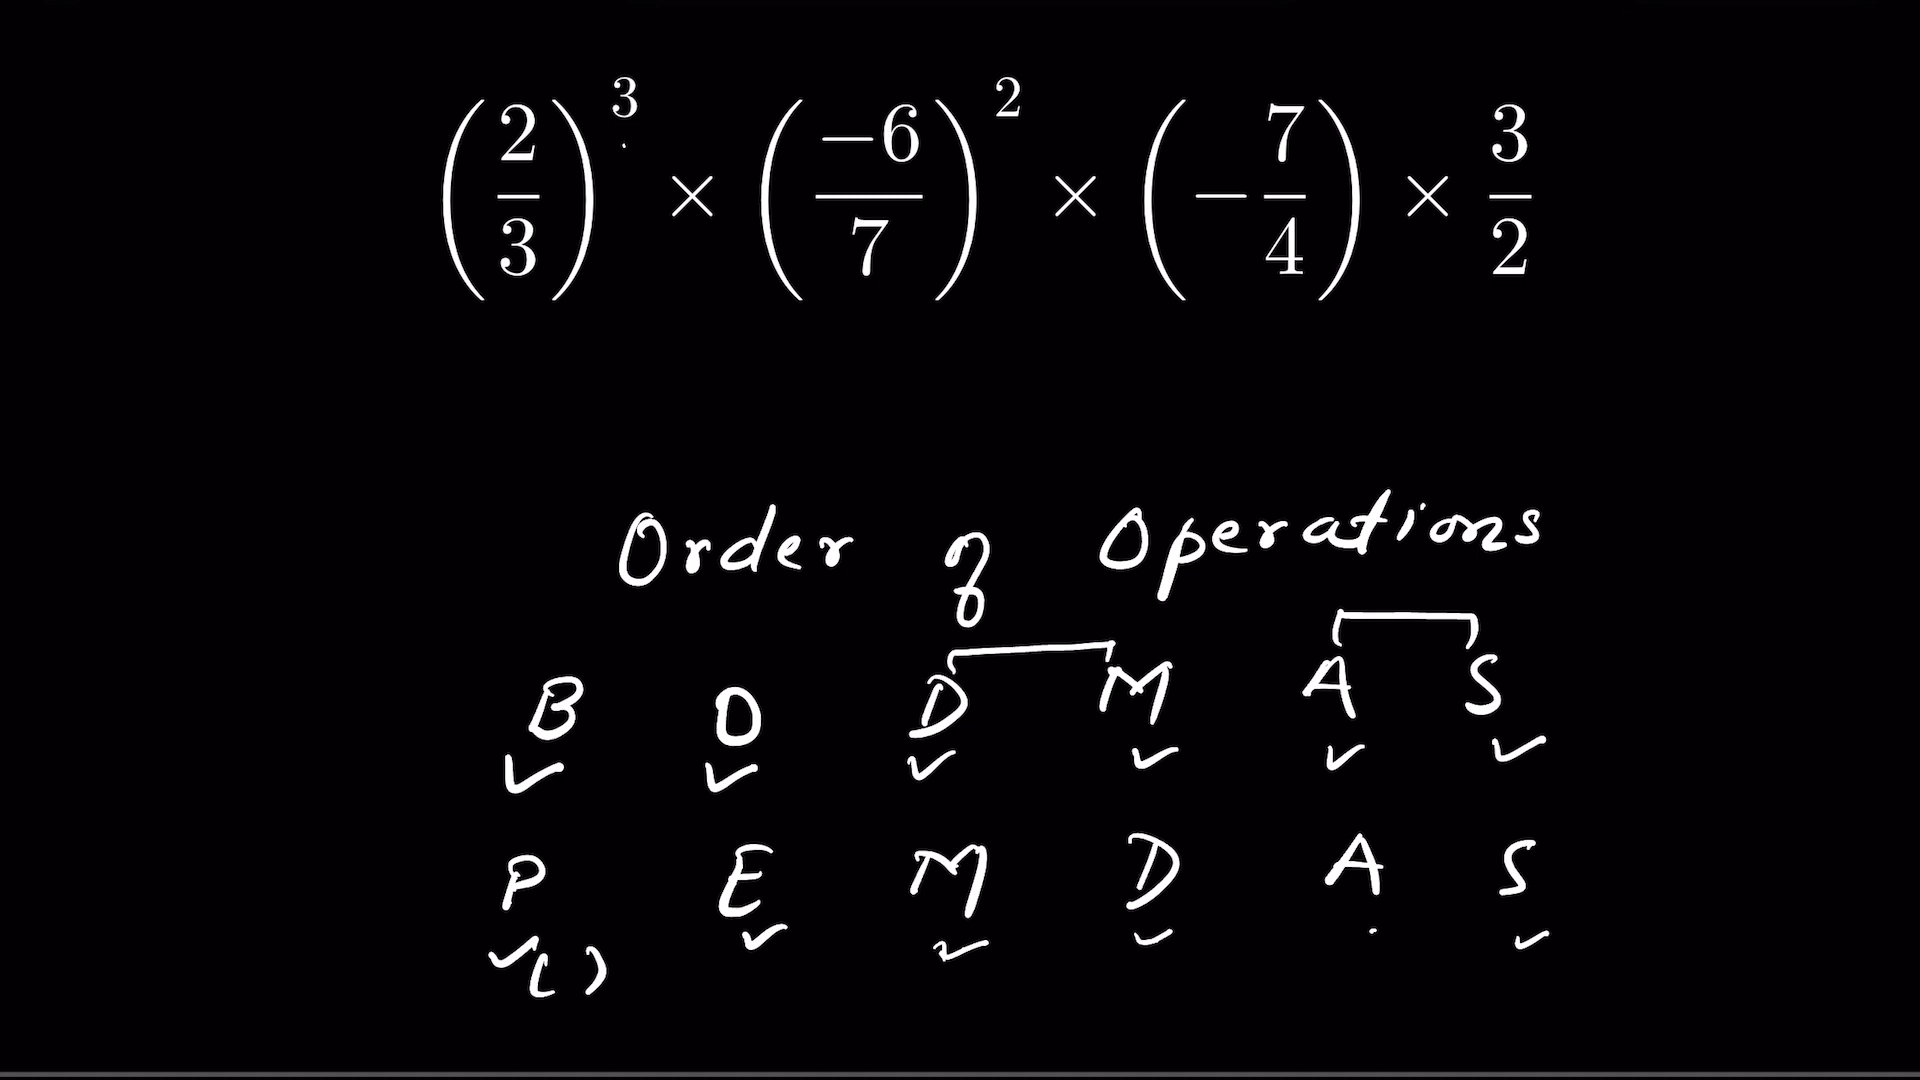 (2/3)^3 × (-6/7)^2 × (-7/4) × 3/2
Order of Operations
B O D M A S
P E M D A S
( )